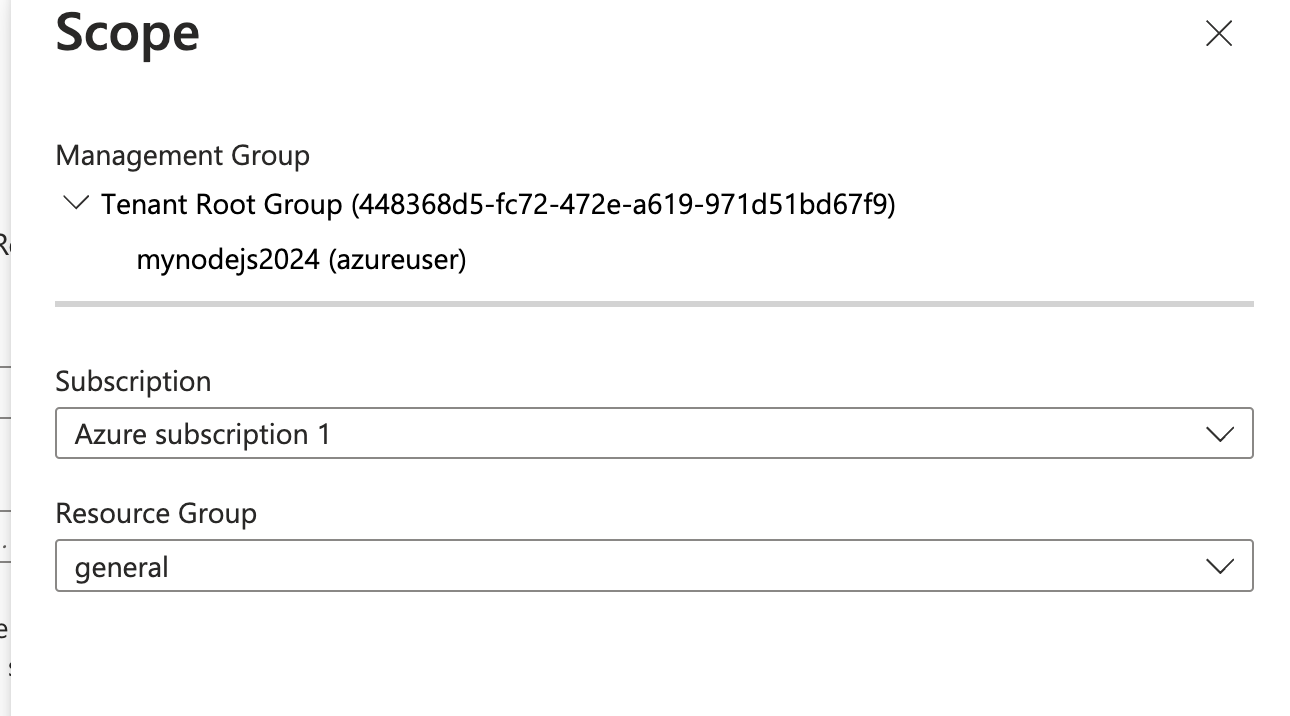 Scope
Management Group
Tenant Root Group (448368d5-fc72-472e-a619-971d51bd67f9)
mynodejs2024 (azureuser)
Subscription
Azure subscription 1
Resource Group
general